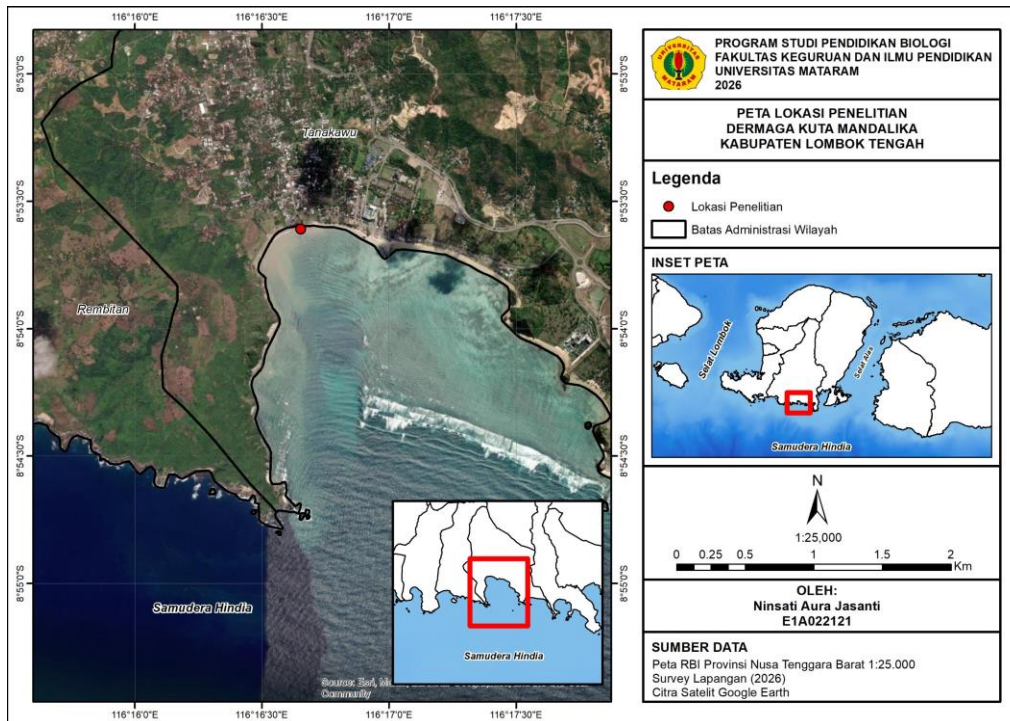 116°16'0"E
116°16'30"E
116°17'0"E
116°17'30"E
8°53'0"S
8°53'30"S
8°54'0"S
8°54'30"S
8°55'0"S
Tanakawu
Rembitan
Samudera Hindia
Samudera Hindia
Source: Esri,
Community
116°16'0"E
116°16'30"E
116°17'0"E
116°17'30"E
8°53'0"S
8°53'30"S
8°54'0"S
8°54'30"S
8°55'0"S
UNIVERSITAS
MATARAM
PROGRAM STUDI PENDIDIKAN BIOLOGI
FAKULTAS KEGURUAN DAN ILMU PENDIDIKAN
UNIVERSITAS MATARAM
2026
PETA LOKASI PENELITIAN
DERMAGA KUTA MANDALIKA
KABUPATEN LOMBOK TENGAH
Legenda
Lokasi Penelitian
Batas Administrasi Wilayah
INSET PETA
Selat Lombok
Selat Alas
Samudera Hindia
N
1:25,000
0 0.25 0.5 1 1.5 2
Km
OLEH:
Ninsati Aura Jasanti
E1A022121
SUMBER DATA
Peta RBI Provinsi Nusa Tenggara Barat 1:25.000
Survey Lapangan (2026)
Citra Satelit Google Earth